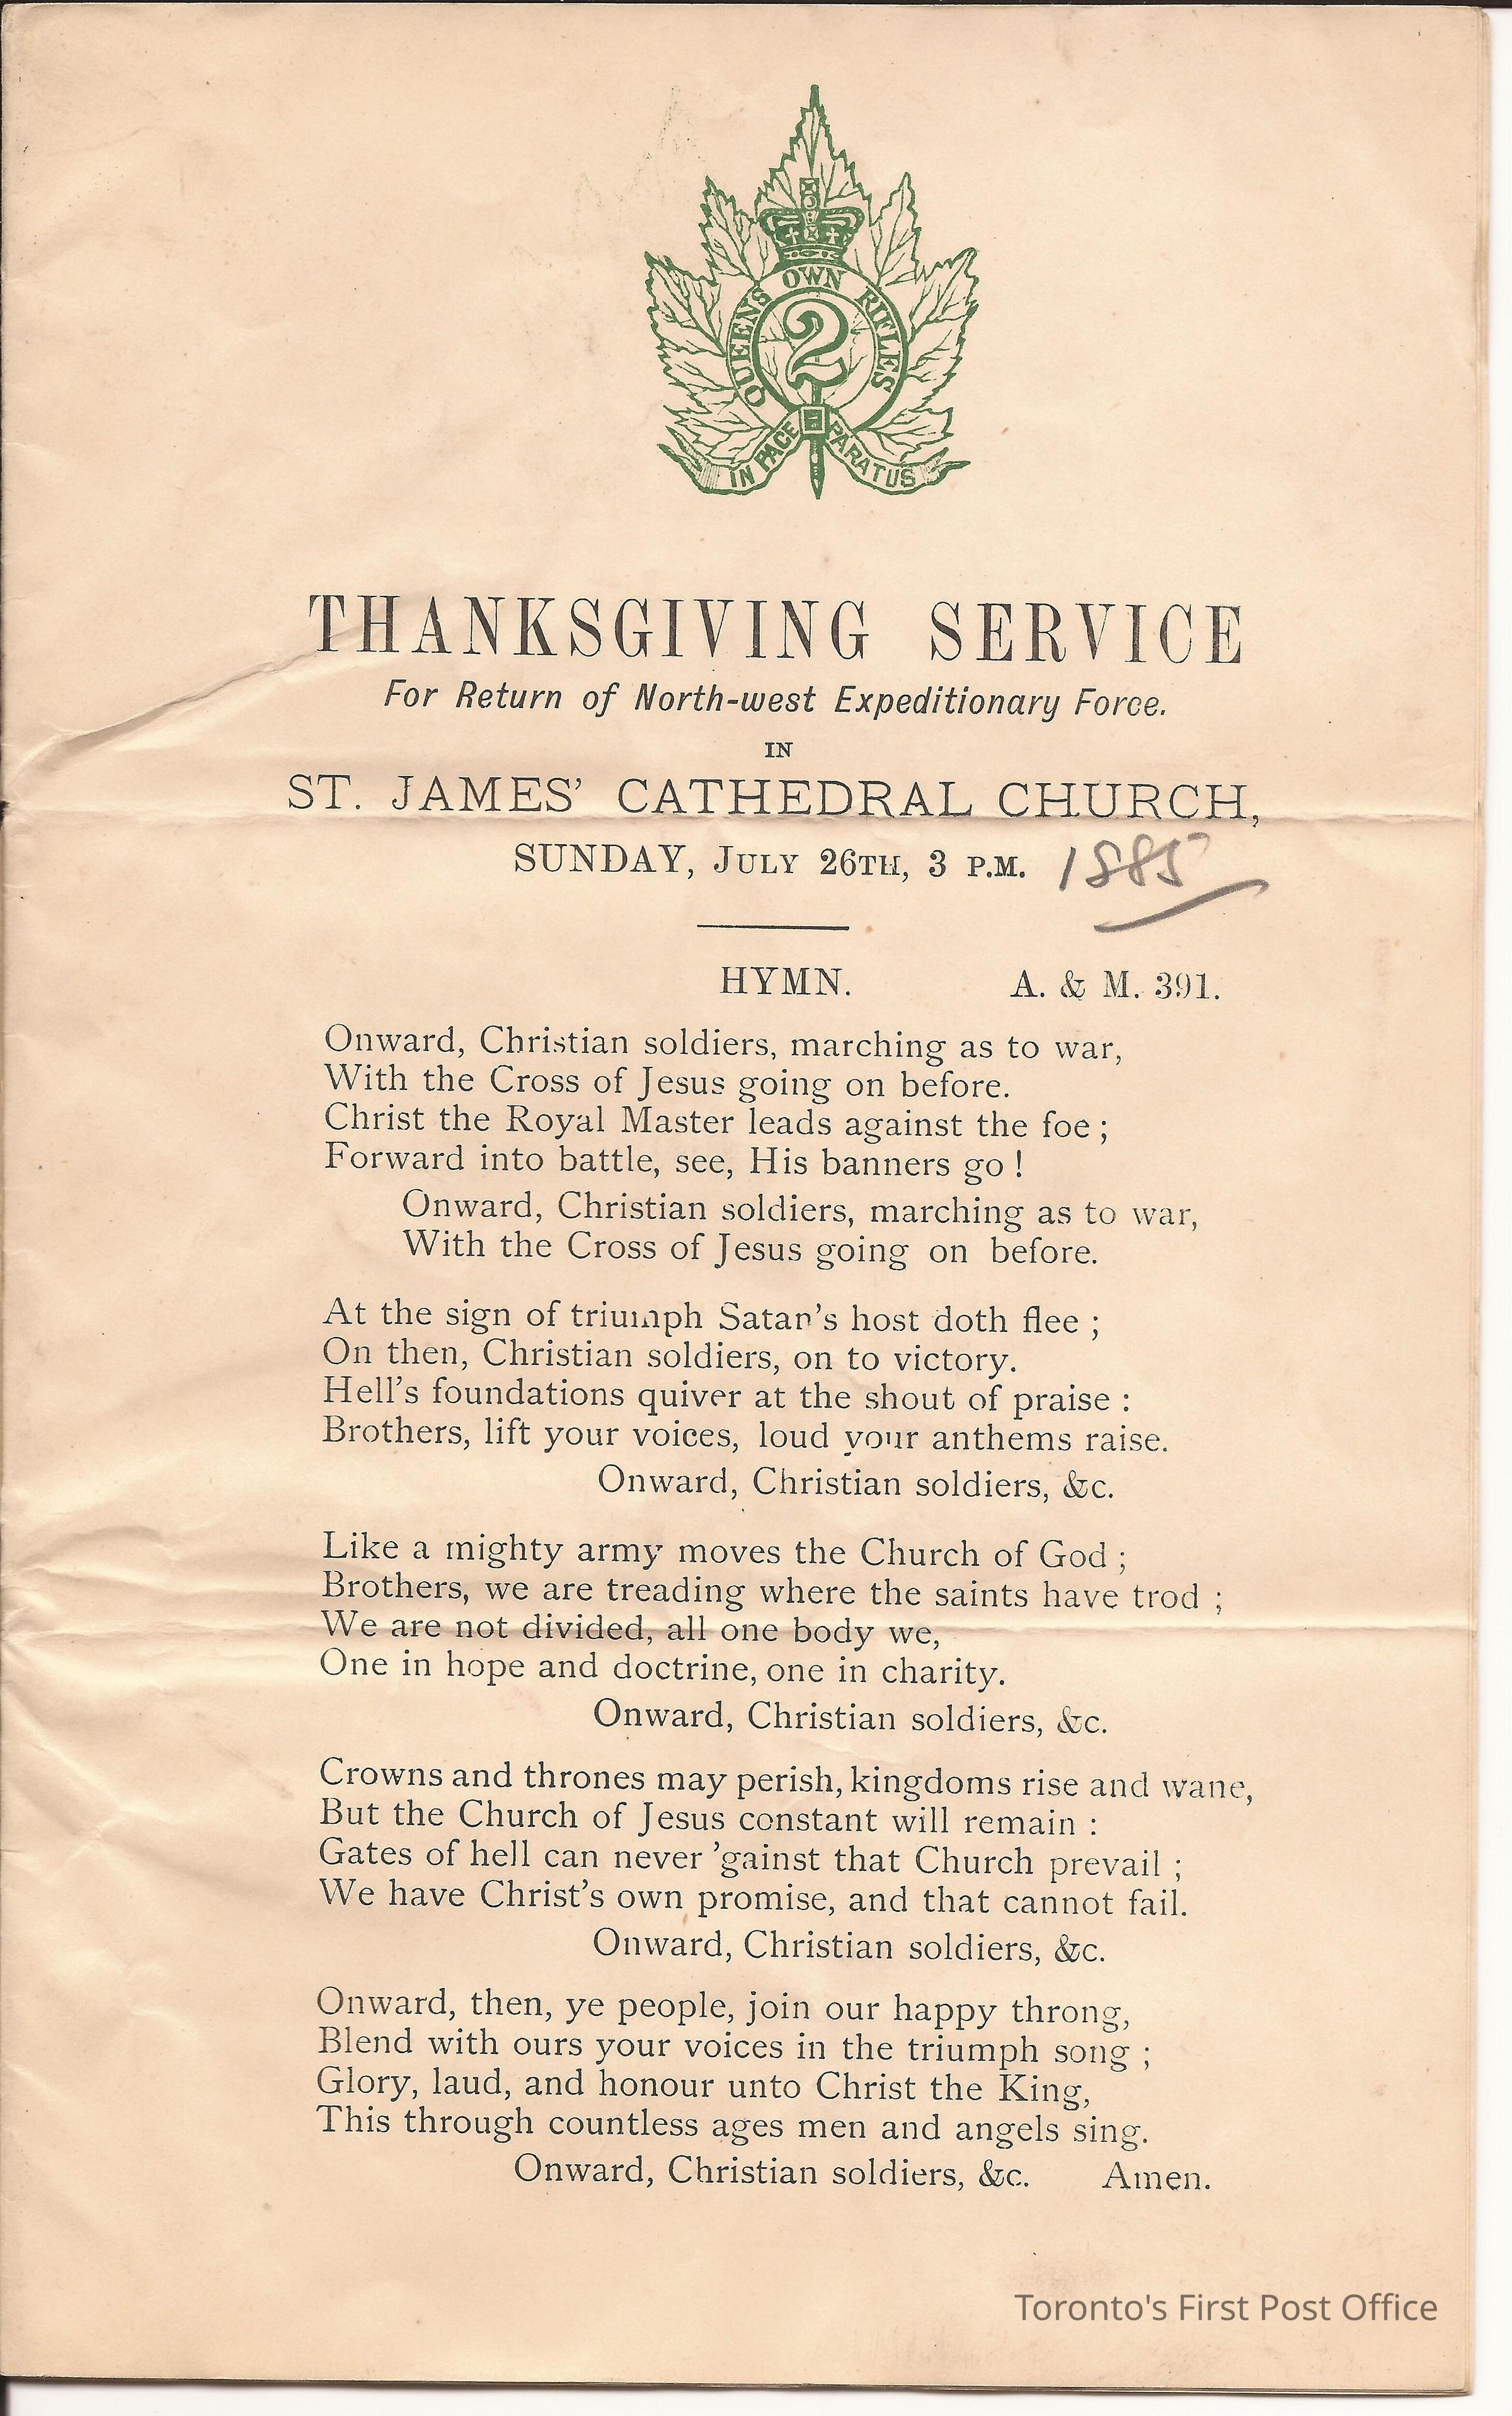 QUEENS OWN RIFLES
2
IN PACE PARATUS
THANKSGIVING SERVICE
For Return of North-west Expeditionary Force.
IN
ST. JAMES' CATHEDRAL CHURCH,
SUNDAY, JULY 26TH, 3 P.M. 1885
HYMN. A. & M. 391.
Onward, Christian soldiers, marching as to war,
With the Cross of Jesus going on before.
Christ the Royal Master leads against the foe ;
Forward into battle, see, His banners go !
Onward, Christian soldiers, marching as to war,
With the Cross of Jesus going on before.
At the sign of triumph Satan's host doth flee ;
On then, Christian soldiers, on to victory.
Hell's foundations quiver at the shout of praise :
Brothers, lift your voices, loud your anthems raise.
Onward, Christian soldiers, &c.
Like a mighty army moves the Church of God ;
Brothers, we are treading where the saints have trod ;
We are not divided, all one body we,
One in hope and doctrine, one in charity.
Onward, Christian soldiers, &c.
Crowns and thrones may perish, kingdoms rise and wane,
But the Church of Jesus constant will remain :
Gates of hell can never 'gainst that Church prevail ;
We have Christ's own promise, and that cannot fail.
Onward, Christian soldiers, &c.
Onward, then, ye people, join our happy throng,
Blend with ours your voices in the triumph song ;
Glory, laud, and honour unto Christ the King,
This through countless ages men and angels sing.
Onward, Christian soldiers, &c. Amen.
Toronto's First Post Office